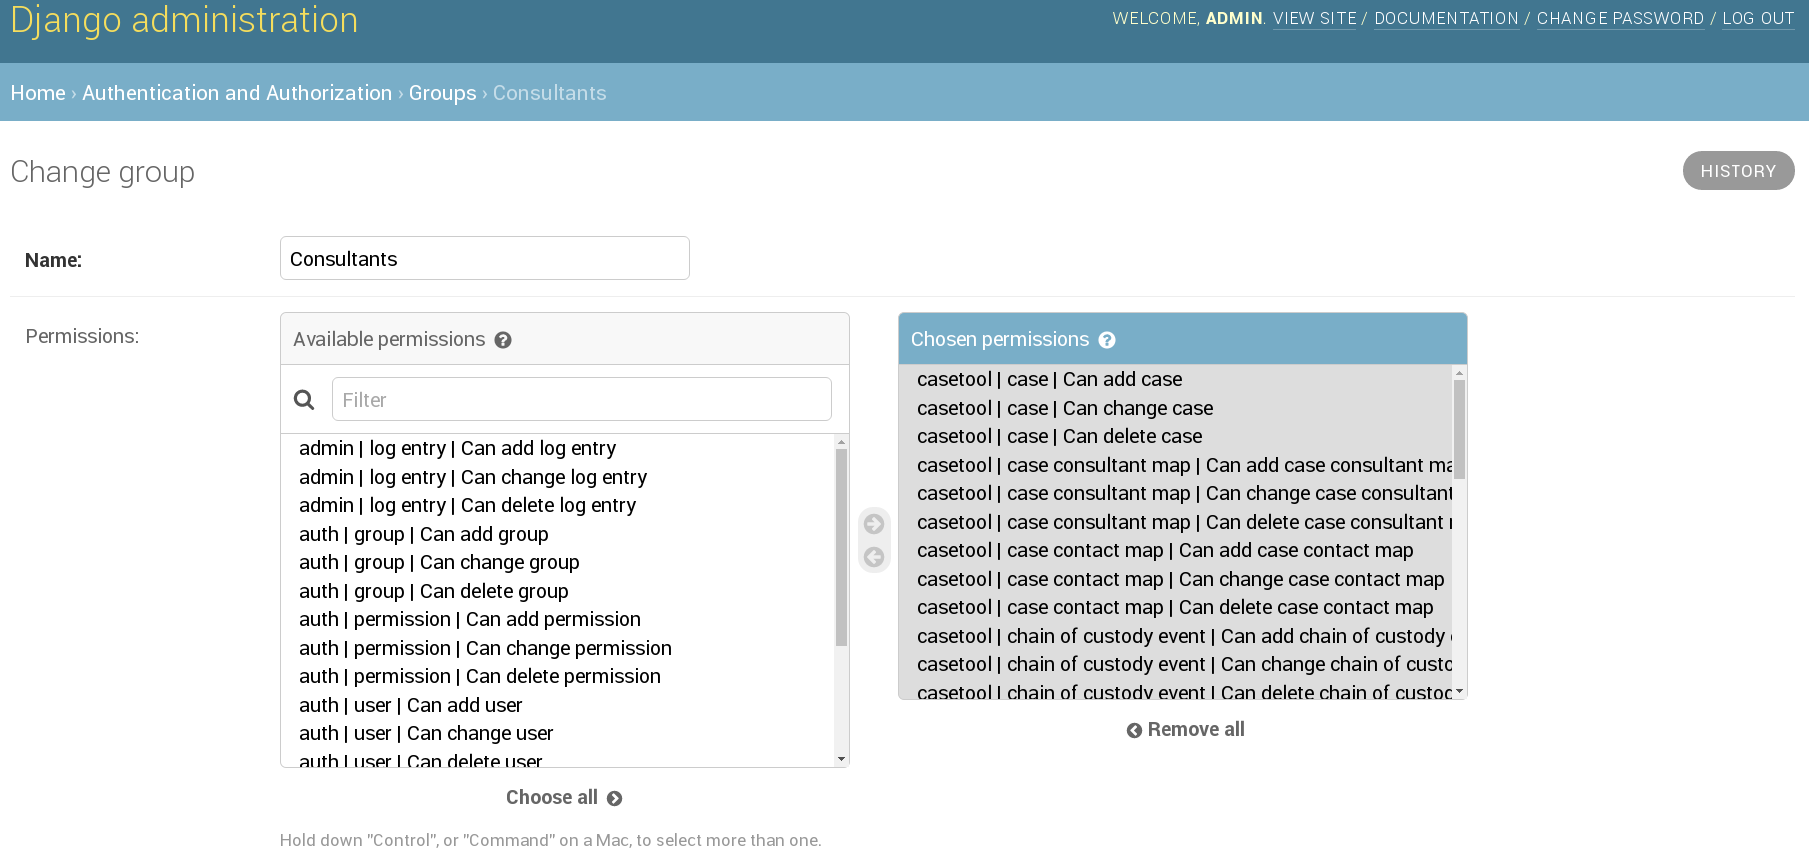 Django administration
WELCOME, ADMIN. VIEW SITE / DOCUMENTATION / CHANGE PASSWORD / LOG OUT
Home › Authentication and Authorization › Groups › Consultants
Change group
HISTORY
Name:
Consultants
Permissions:
Available permissions
Filter
admin | log entry | Can add log entry
admin | log entry | Can change log entry
admin | log entry | Can delete log entry
auth | group | Can add group
auth | group | Can change group
auth | group | Can delete group
auth | permission | Can add permission
auth | permission | Can change permission
auth | permission | Can delete permission
auth | user | Can add user
auth | user | Can change user
auth | user | Can delete user
Choose all
Hold down "Control", or "Command" on a Mac, to select more than one.
Chosen permissions
casetool | case | Can add case
casetool | case | Can change case
casetool | case | Can delete case
casetool | case consultant map | Can add case consultant ma
casetool | case consultant map | Can change case consultant
casetool | case consultant map | Can delete case consultant
casetool | case contact map | Can add case contact map
casetool | case contact map | Can change case contact map
casetool | case contact map | Can delete case contact map
casetool | chain of custody event | Can add chain of custody
casetool | chain of custody event | Can change chain of custo
casetool | chain of custody event | Can delete chain of custod
Remove all